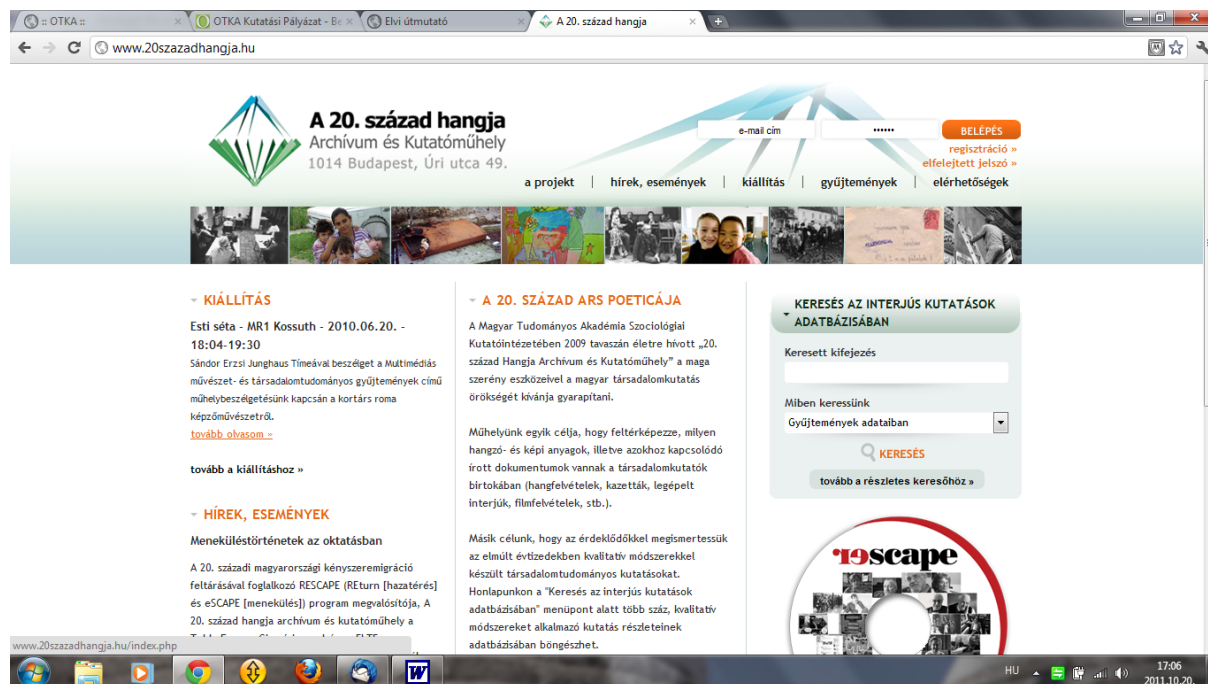 :: OTKA ::
OTKA Kutatási Pályázat - Be
Elvi útmutató
A 20. század hangja
www.20szazadhangja.hu
A 20. század hangja
Archívum és Kutatóműhely
1014 Budapest, Úri utca 49.
e-mail cím
••••••
BELÉPÉS
regisztráció »
elfelejtett jelszó »
a projekt | hírek, események | kiállítás | gyűjtemények | elérhetőségek
KIÁLLÍTÁS
Esti séta - MR1 Kossuth - 2010.06.20. -
18:04-19:30
Sándor Erzsi Junghaus Tímeával beszélget a Multimédiás
művészet- és társadalomtudományos gyűjtemények című
műhelybeszélgetésünk kapcsán a kortárs roma
képzőművészetről.
tovább olvasom »
tovább a kiállításhoz »
HÍREK, ESEMÉNYEK
Meneküléstörténetek az oktatásban
A 20. századi magyarországi kényszeremigráció
feltárásával foglalkozó RESCAPE (REturn [hazatérés]
és eSCAPE [menekülés]) program megvalósítója, A
20. század hangja archívum és kutatóműhely a
A 20. SZÁZAD ARS POETICÁJA
A Magyar Tudományos Akadémia Szociológiai
Kutatóintézetében 2009 tavaszán életre hívott „20.
század Hangja Archívum és Kutatóműhely” a maga
szerény eszközeivel a magyar társadalomkutatás
örökségét kívánja gyarapítani.
Műhelyünk egyik célja, hogy feltérképezze, milyen
hangzó- és képi anyagok, illetve azokhoz kapcsolódó
írott dokumentumok vannak a társadalomkutatók
birtokában (hangfelvételek, kazetták, legépelt
interjúk, filmfelvételek, stb.).
Másik célunk, hogy az érdeklődőkkel megismertessük
az elmúlt évtizedekben kvalitatív módszerekkel
készült társadalomtudományos kutatásokat.
Honlapunkon a "Keresés az interjús kutatások
adatbázisában" menüpont alatt több száz, kvalitatív
módszereket alkalmazó kutatás részleteinek
adatbázisában böngészhet.
KERESÉS AZ INTERJÚS KUTATÁSOK
ADATBÁZISÁBAN
Keresett kifejezés
Miben keressünk
Gyűjtemények adataiban
KERESÉS
tovább a részletes keresőhöz »
rescape
www.20szazadhangja.hu/index.php
HU
17:06
2011.10.20.